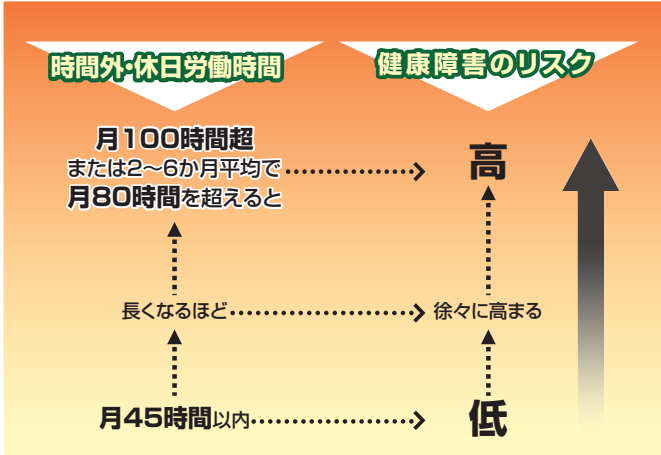 時間外・休日労働時間
健康障害のリスク
月100時間超
または2〜6か月平均で
月80時間を超えると
高
長くなるほど
徐々に高まる
月45時間以内
低